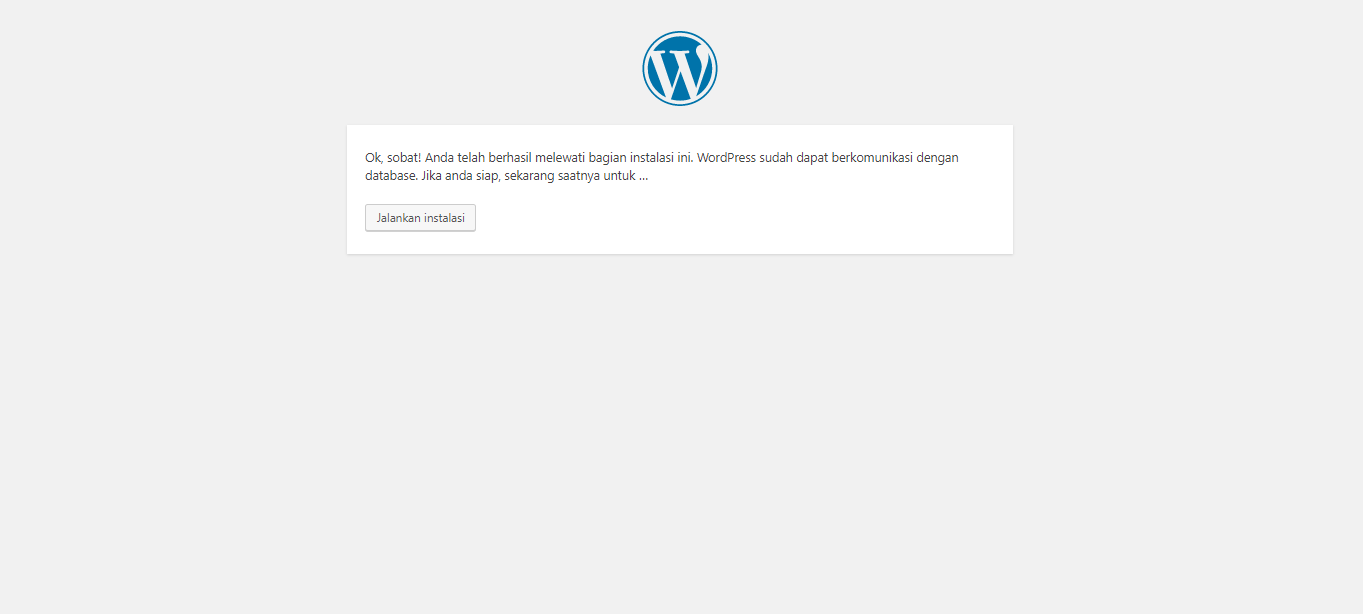 Ok, sobat! Anda telah berhasil melewati bagian instalasi ini. WordPress sudah dapat berkomunikasi dengan
database. Jika anda siap, sekarang saatnya untuk …
Jalankan instalasi